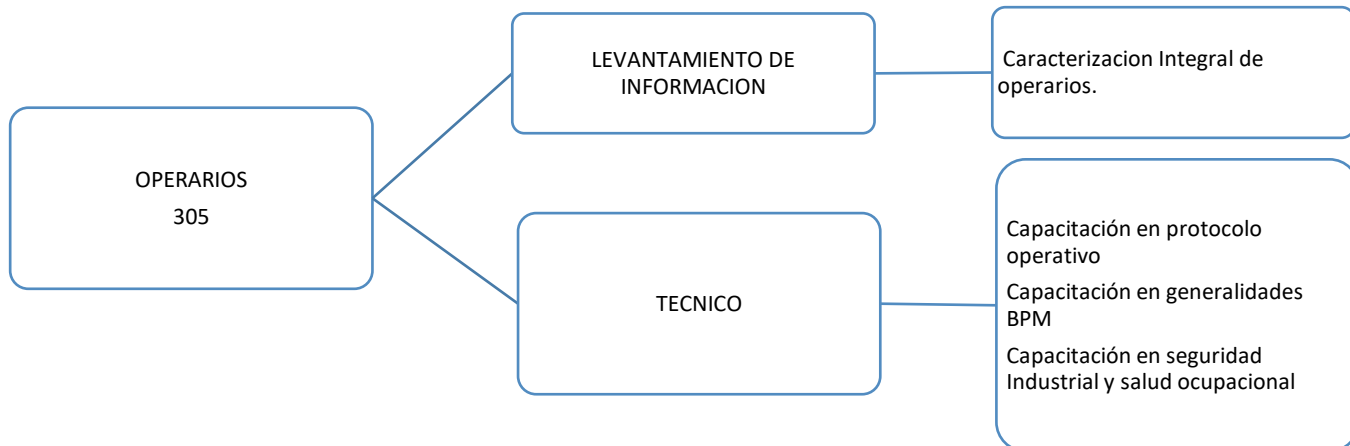 OPERARIOS
305
LEVANTAMIENTO DE
INFORMACION
Caracterizacion Integral de
operarios.
TECNICO
Capacitación en protocolo
operativo
Capacitación en generalidades
BPM
Capacitación en seguridad
Industrial y salud ocupacional